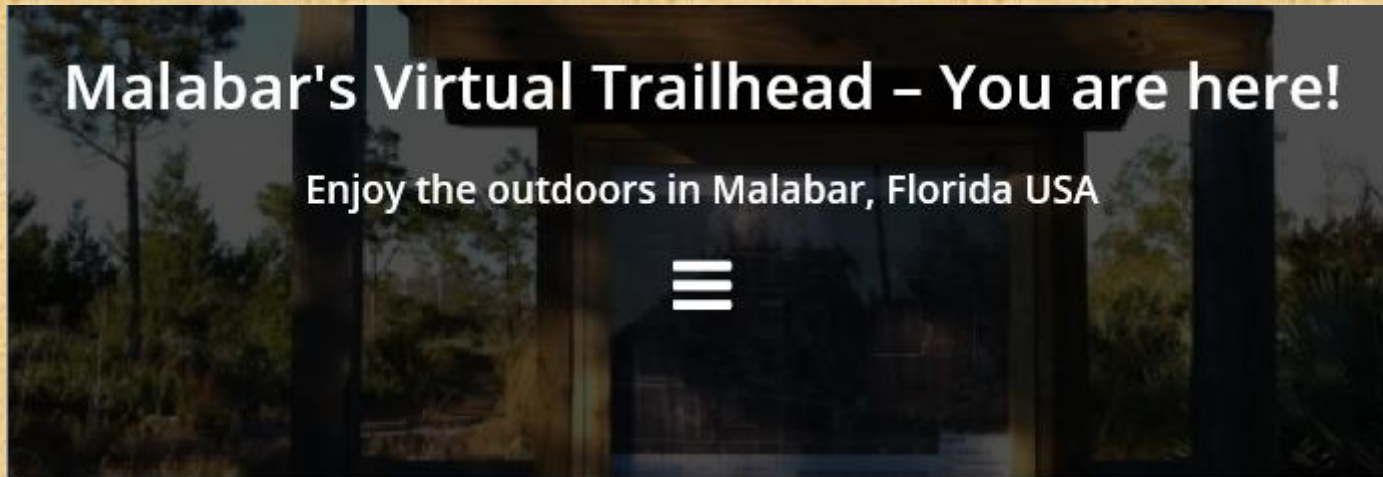 Malabar's Virtual Trailhead – You are here!
Enjoy the outdoors in Malabar, Florida USA